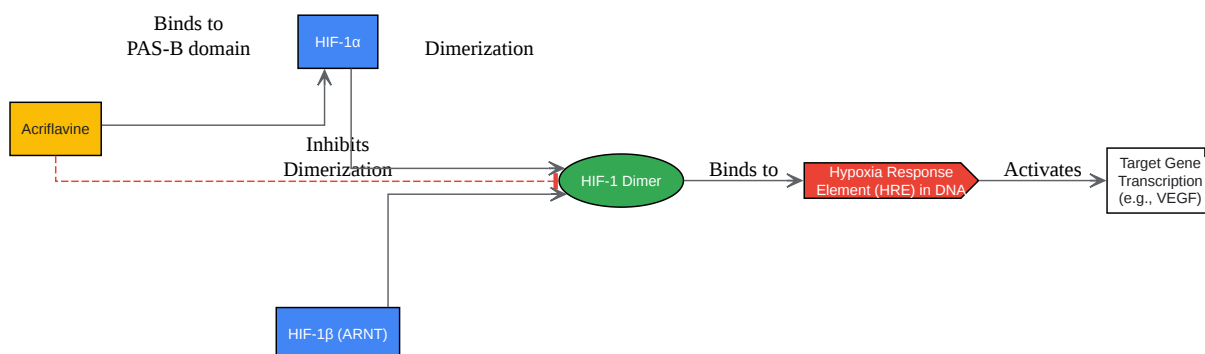 Binds to
PAS-B domain
HIF-1α
Dimerization
Acriflavine
Inhibits
Dimerization
HIF-1 Dimer
Binds to
Hypoxia Response
Element (HRE) in DNA
Activates
Target Gene
Transcription
(e.g., VEGF)
HIF-1β (ARNT)